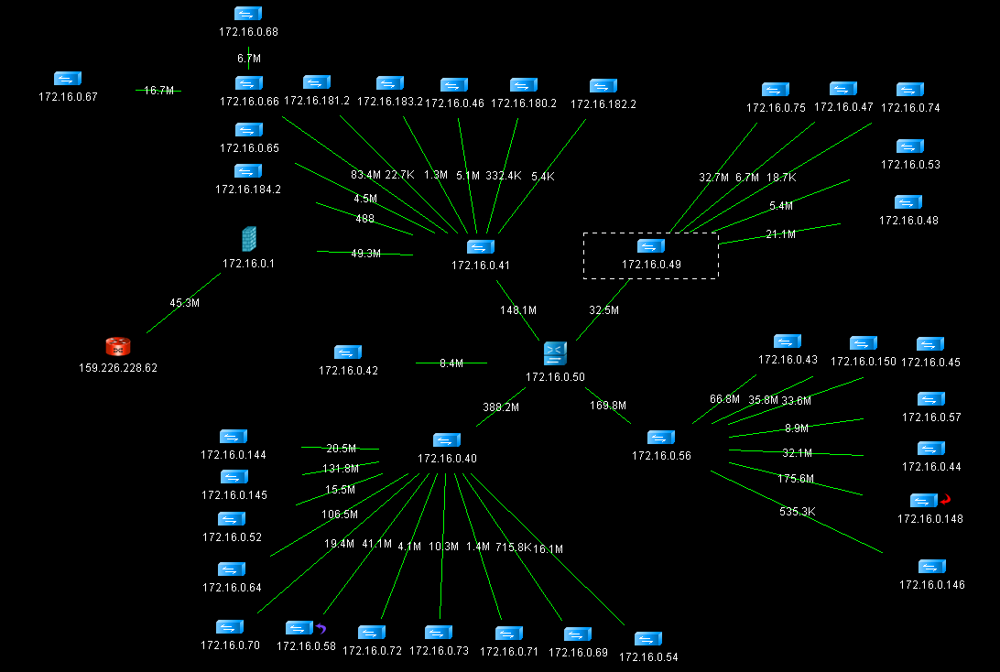 172.16.0.68
6.7M
172.16.0.67
16.7M
172.16.0.66
172.16.181.2
172.16.183.2
172.16.0.46
172.16.180.2
172.16.182.2
172.16.0.75
172.16.0.47
172.16.0.74
172.16.0.65
172.16.0.53
83.4M
22.7K
1.3M
5.1M
332.4K
5.4K
32.7M
6.7M
18.7K
172.16.184.2
4.5M
5.4M
488
172.16.0.48
21.1M
172.16.0.1
49.3M
172.16.0.41
172.16.0.49
45.3M
148.1M
32.5M
159.226.228.62
172.16.0.42
8.4M
172.16.0.50
172.16.0.43
172.16.0.150
172.16.0.45
388.2M
169.8M
66.8M
35.8M
33.6M
172.16.0.57
8.9M
172.16.0.144
20.5M
172.16.0.40
172.16.0.56
32.1M
172.16.0.44
131.8M
175.6M
172.16.0.145
15.5M
106.5M
535.3K
172.16.0.148
172.16.0.52
19.4M
41.1M
4.1M
10.3M
1.4M
715.8K
16.1M
172.16.0.64
172.16.0.146
172.16.0.70
172.16.0.58
172.16.0.72
172.16.0.73
172.16.0.71
172.16.0.69
172.16.0.54